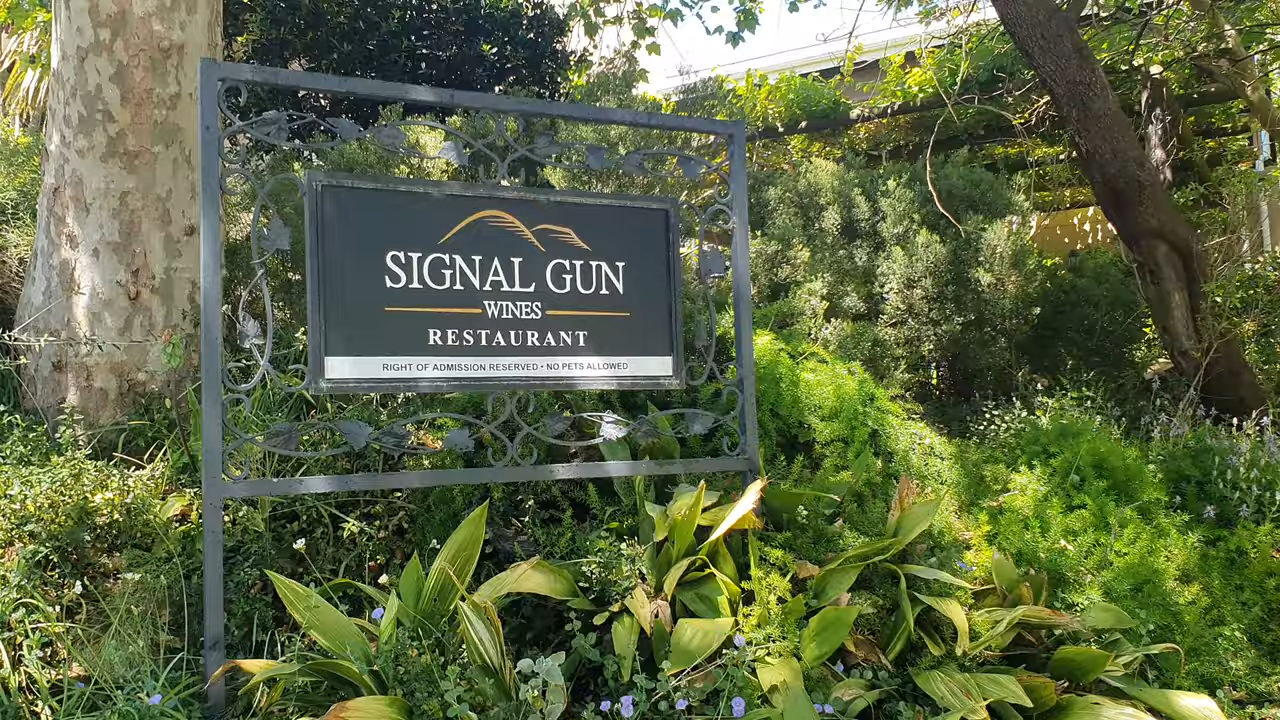 SIGNAL GUN
WINES
RESTAURANT
RIGHT OF ADMISSION RESERVED • NO PETS ALLOWED